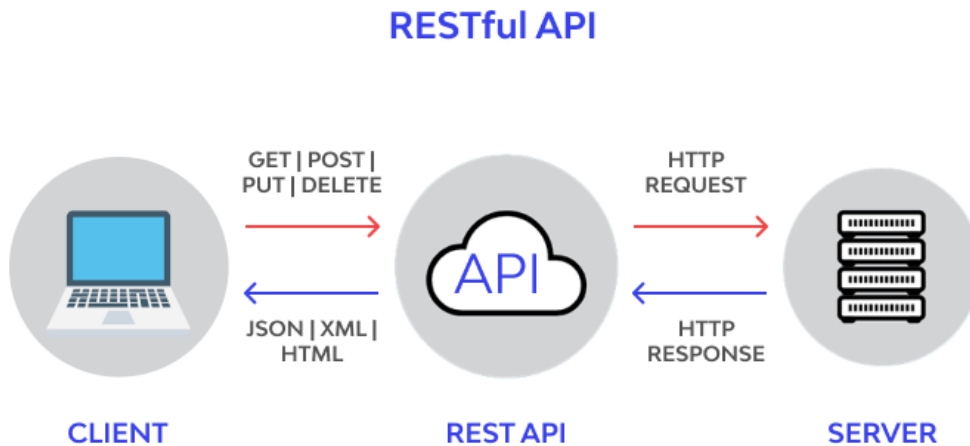 RESTful API
GET | POST |
PUT | DELETE
HTTP
REQUEST
API
JSON | XML |
HTML
HTTP
RESPONSE
CLIENT
REST API
SERVER